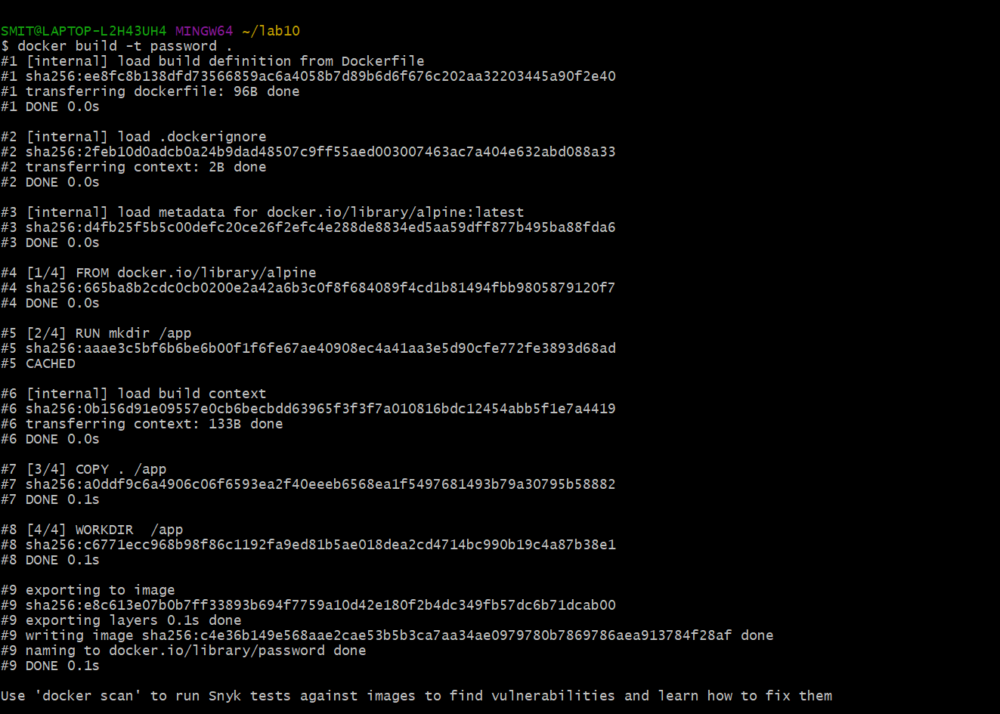 SMIT@LAPTOP-L2H43UH4 MINGW64 ~/lab10
$ docker build -t password .
#1 [internal] load build definition from Dockerfile
#1 sha256:ee8fc8b138dfd73566859ac6a4058b7d89b6d6f676c202aa32203445a90f2e40
#1 transferring dockerfile: 96B done
#1 DONE 0.0s
#2 [internal] load .dockerignore
#2 sha256:2feb10d0adcb0a24b9dad48507c9ff55aed003007463ac7a404e632abd088a33
#2 transferring context: 2B done
#2 DONE 0.0s
#3 [internal] load metadata for docker.io/library/alpine:latest
#3 sha256:d4fb25f5b5c00defc20ce26f2efc4e288de8834ed5aa59dff877b495ba88fda6
#3 DONE 0.0s
#4 [1/4] FROM docker.io/library/alpine
#4 sha256:665ba8b2cdc0cb0200e2a42a6b3c0f8f684089f4cd1b81494fbb9805879120f7
#4 DONE 0.0s
#5 [2/4] RUN mkdir /app
#5 sha256:aaae3c5bf6b6be6b00f1f6fe67ae40908ec4a41aa3e5d90cfe772fe3893d68ad
#5 CACHED
#6 [internal] load build context
#6 sha256:0b156d91e09557e0cb6becbdd63965f3f3f7a010816bdc12454abb5f1e7a4419
#6 transferring context: 133B done
#6 DONE 0.0s
#7 [3/4] COPY . /app
#7 sha256:a0ddf9c6a4906c06f6593ea2f40eeeb6568ea1f5497681493b79a30795b58882
#7 DONE 0.1s
#8 [4/4] WORKDIR  /app
#8 sha256:c6771ecc968b98f86c1192fa9ed81b5ae018dea2cd4714bc990b19c4a87b38e1
#8 DONE 0.1s
#9 exporting to image
#9 sha256:e8c613e07b0b7ff33893b694f7759a10d42e180f2b4dc349fb57dc6b71dcab00
#9 exporting layers 0.1s done
#9 writing image sha256:c4e36b149e568aae2cae53b5b3ca7aa34ae0979780b7869786aea913784f28af done
#9 naming to docker.io/library/password done
#9 DONE 0.1s
Use 'docker scan' to run Snyk tests against images to find vulnerabilities and learn how to fix them